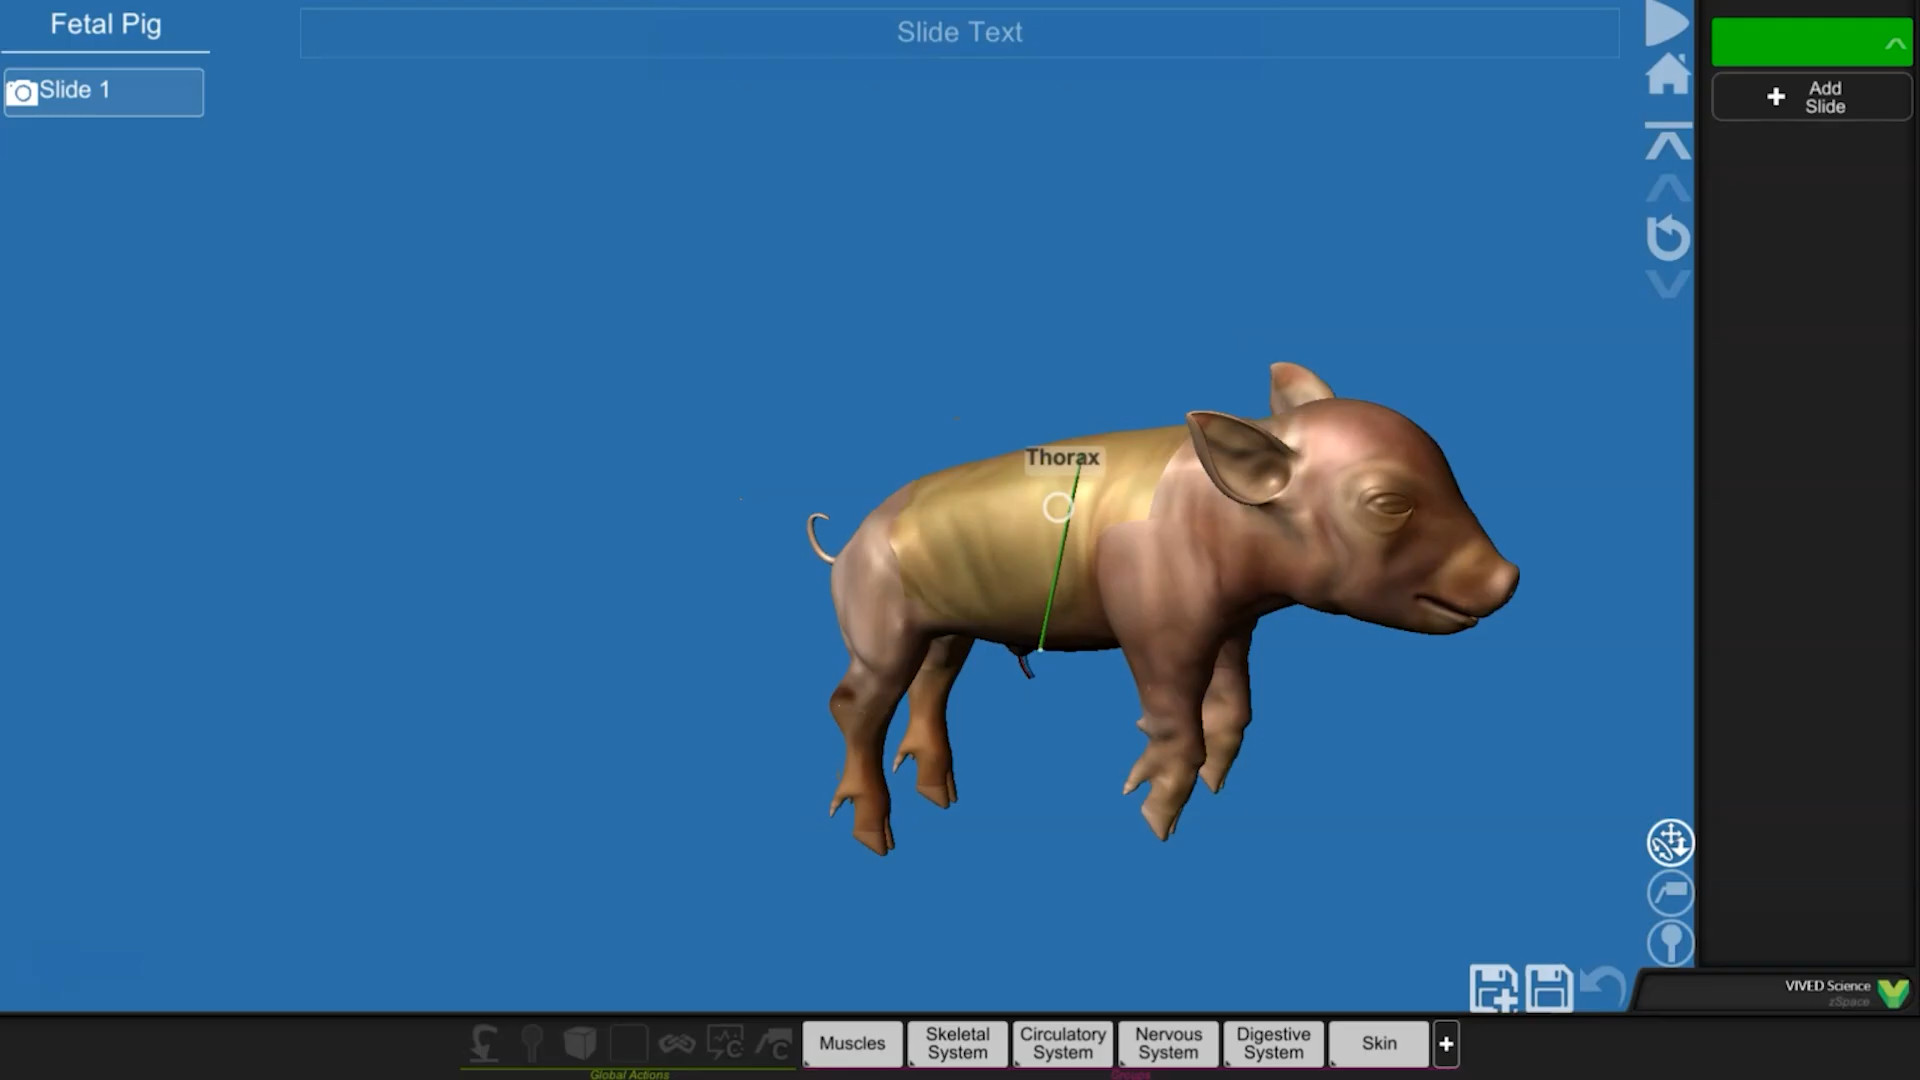 Fetal Pig
Slide Text
Slide 1
Add
Slide
Thorax
VIVED Science
zSpace
Muscles
Skeletal
System
Circulatory
System
Nervous
System
Digestive
System
Skin
Global Actions
Groups